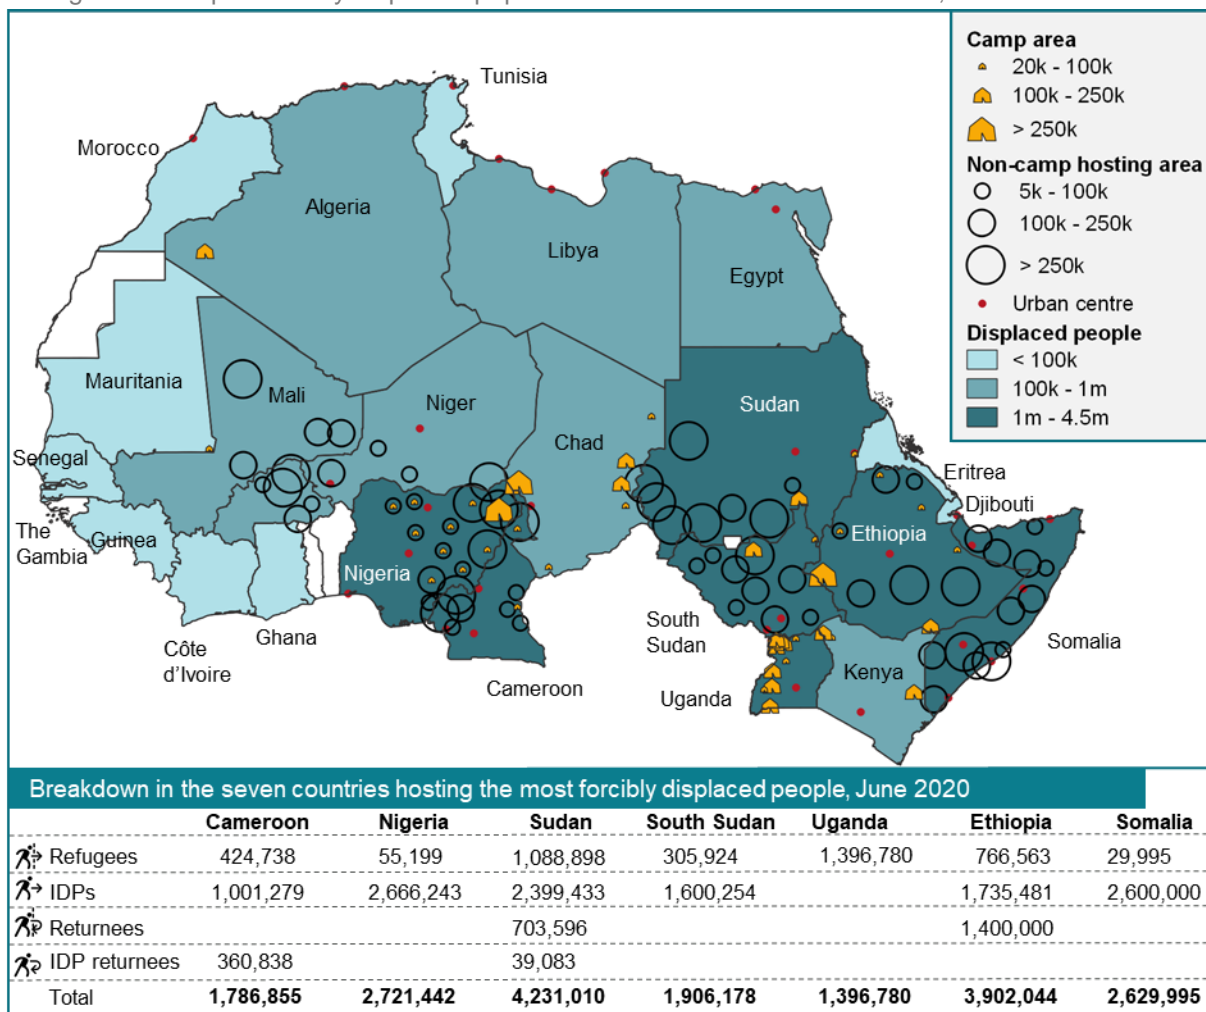 Camp area
20k - 100k
100k - 250k
> 250k
Non-camp hosting area
5k - 100k
100k - 250k
> 250k
Urban centre
Displaced people
< 100k
100k - 1m
1m - 4.5m
Tunisia
Morocco
Algeria
Libya
Egypt
Mauritania
Mali
Niger
Chad
Sudan
Senegal
Eritrea
Djibouti
The
Gambia
Guinea
Ethiopia
Nigeria
Ghana
Côte
d'Ivoire
Cameroon
South
Sudan
Uganda
Kenya
Somalia
Breakdown in the seven countries hosting the most forcibly displaced people, June 2020
Cameroon Nigeria Sudan South Sudan Uganda Ethiopia Somalia
Refugees 424,738 55,199 1,088,898 305,924 1,396,780 766,563 29,995
IDPs 1,001,279 2,666,243 2,399,433 1,600,254 1,735,481 2,600,000
Returnees 703,596 1,400,000
IDP returnees 360,838 39,083
Total 1,786,855 2,721,442 4,231,010 1,906,178 1,396,780 3,902,044 2,629,995